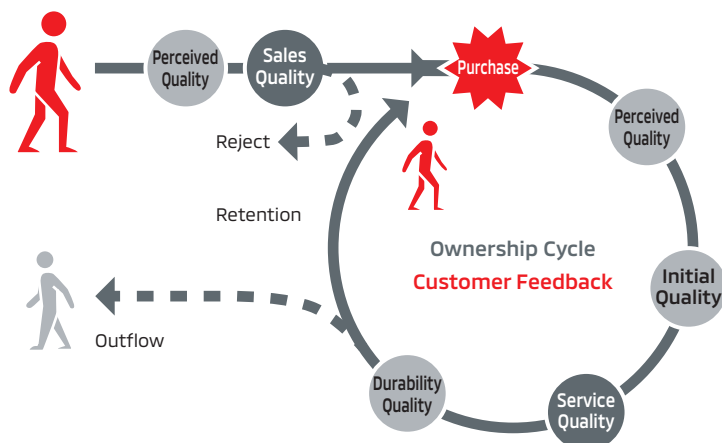 Perceived
Quality
Sales
Quality
Purchase
Perceived
Quality
Reject
Retention
Ownership Cycle
Customer Feedback
Initial
Quality
Outflow
Durability
Quality
Service
Quality